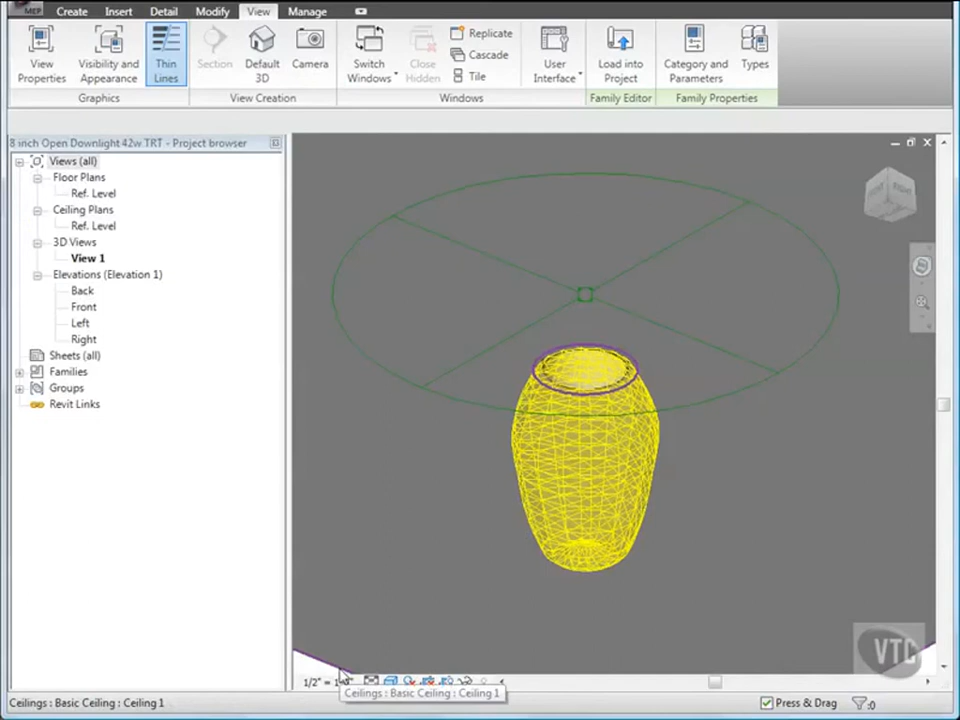 MEP Create Insert Detail Modify View Manage
View Properties
Visibility and Appearance
Thin Lines
Section
Default 3D
Camera
Switch Windows
Close Hidden
Replicate
Cascade
Tile
User Interface
Load into Project
Category and Parameters
Types
Graphics View Creation Windows Family Editor Family Properties
8 inch Open Downlight 42w TRT - Project browser
Views (all)
Floor Plans
Ref. Level
Ceiling Plans
Ref. Level
3D Views
View 1
Elevations (Elevation 1)
Back
Front
Left
Right
Sheets (all)
Families
Groups
Revit Links
VTC
Ceilings : Basic Ceiling : Ceiling 1
Ceilings : Basic Ceiling : Ceiling 1 Press & Drag :0